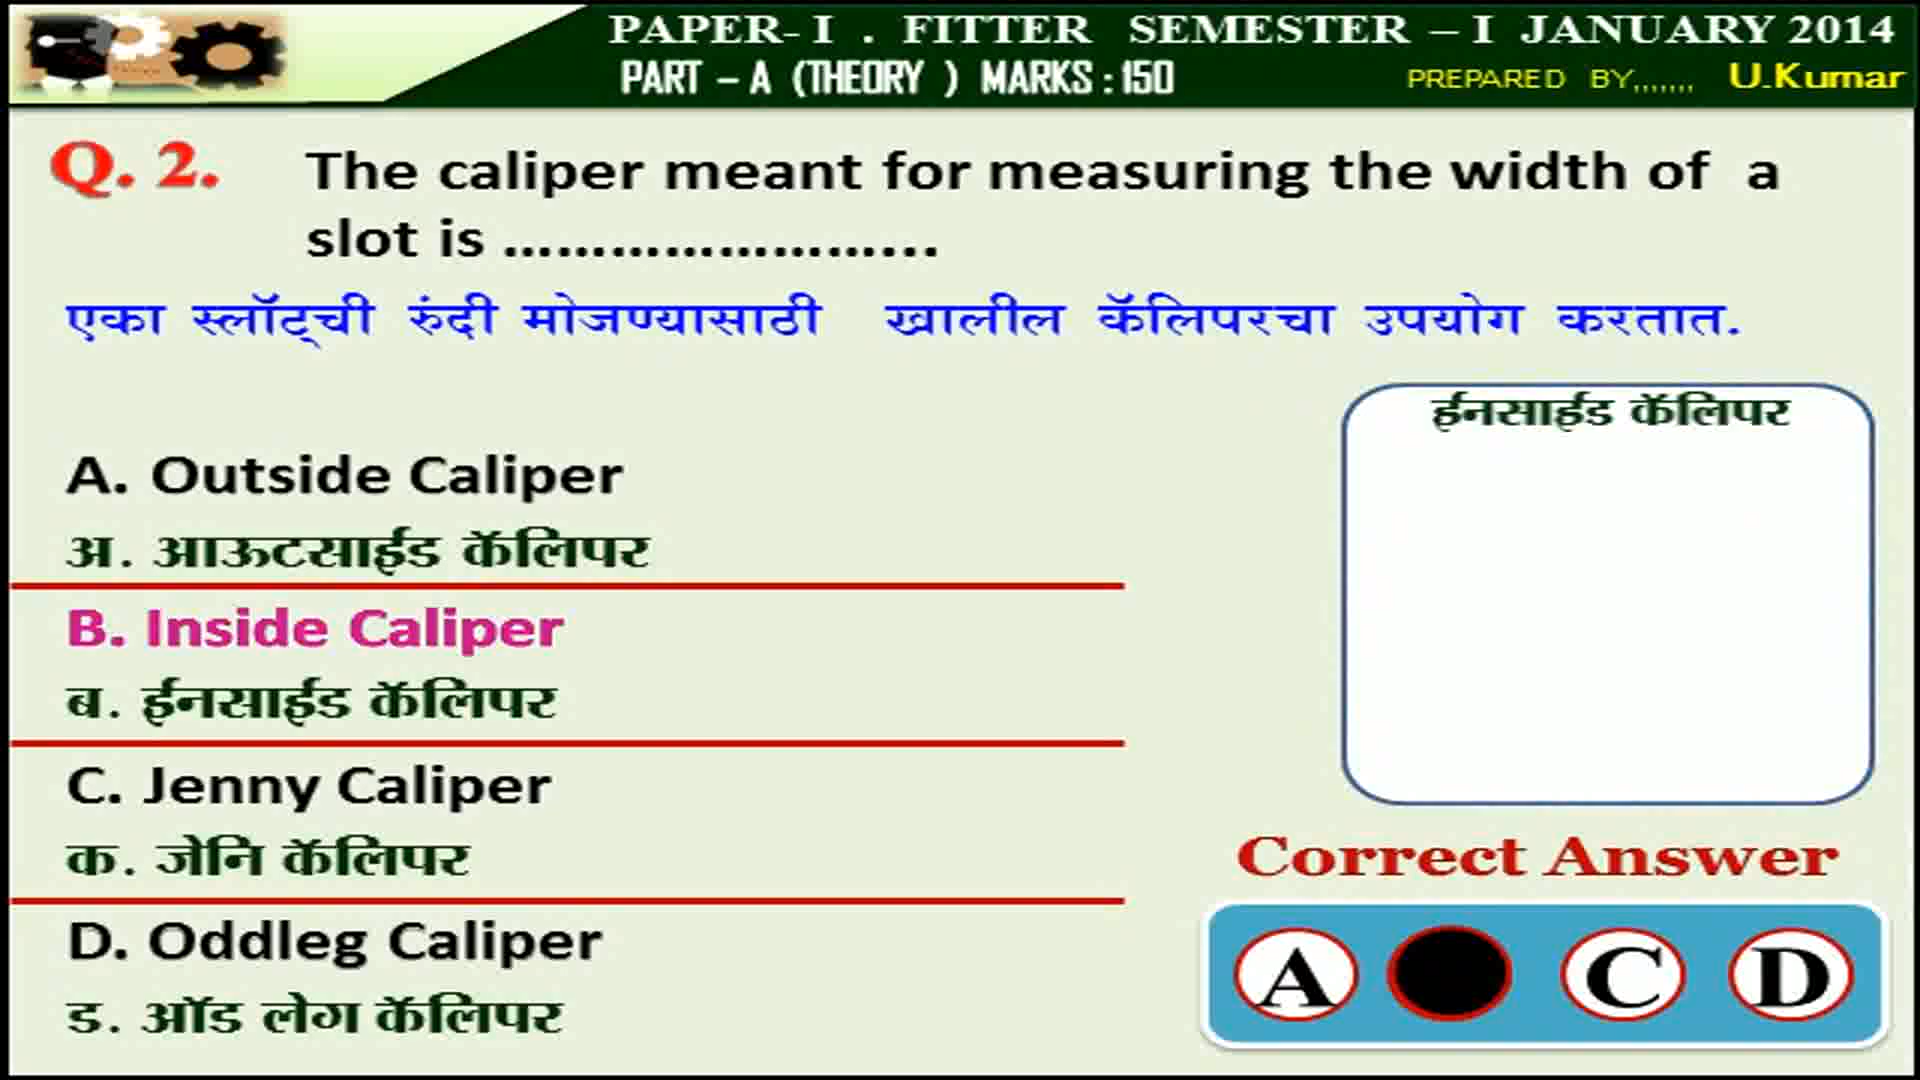 PAPER- I . FITTER SEMESTER – I JANUARY 2014
PART – A (THEORY ) MARKS : 150
PREPARED BY,,,,,,, U.Kumar
Q. 2. The caliper meant for measuring the width of a
slot is ........................
एका स्लॉट्ची रुंदी मोजण्यासाठी खालील कॅलिपरचा उपयोग करतात.
ईनसाईड कॅलिपर
A. Outside Caliper
अ. आऊटसाईड कॅलिपर
B. Inside Caliper
ब. ईनसाईड कॅलिपर
C. Jenny Caliper
क. जेनि कॅलिपर
D. Oddleg Caliper
ड. ऑड लेग कॅलिपर
Correct Answer
A C D